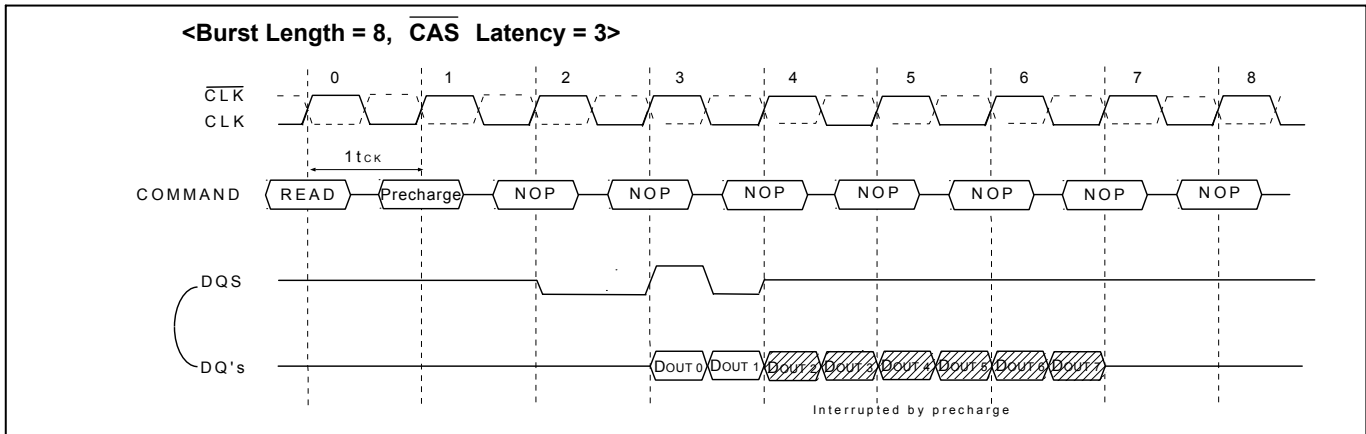 <Burst Length = 8, CAS Latency = 3>
0 1 2 3 4 5 6 7 8
CLK
CLK
1tCK
COMMAND READ Precharge NOP NOP NOP NOP NOP NOP NOP
DQS
DQ's DOUT 0 DOUT 1 DOUT 2 DOUT 3 DOUT 4 DOUT 5 DOUT 6 DOUT 7
Interrupted by precharge